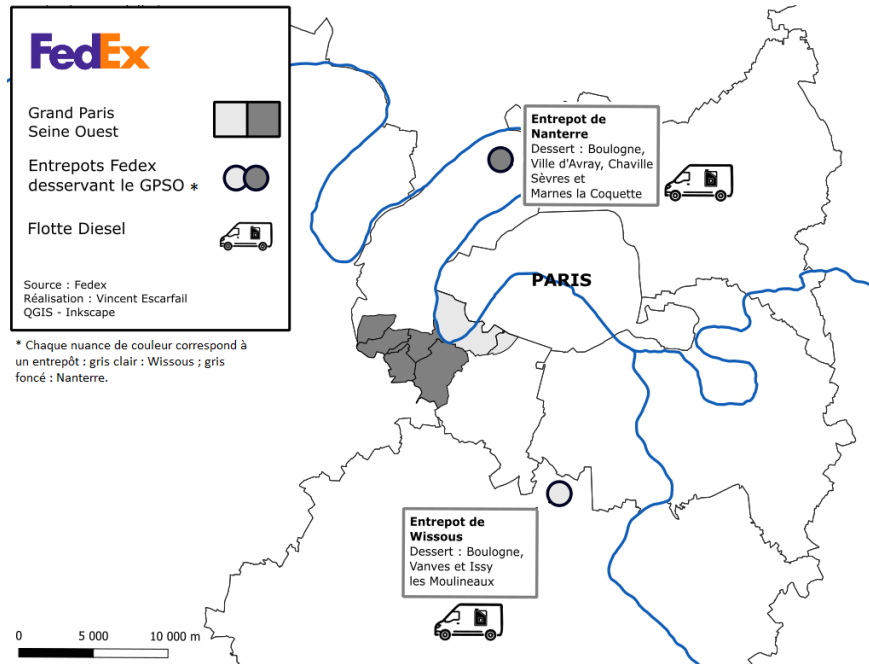 FedEx
Grand Paris
Seine Ouest
Entrepots Fedex
desservant le GPSO *
Flotte Diesel
Source : Fedex
Réalisation : Vincent Escarfail
QGIS - Inkscape
* Chaque nuance de couleur correspond à
un entrepôt : gris clair : Wissous ; gris
foncé : Nanterre.
Entrepot de
Nanterre
Dessert : Boulogne,
Ville d'Avray, Chaville
Sèvres et
Marnes la Coquette
PARIS
Entrepot de
Wissous
Dessert : Boulogne,
Vanves et Issy
les Moulineaux
0 5 000 10 000 m